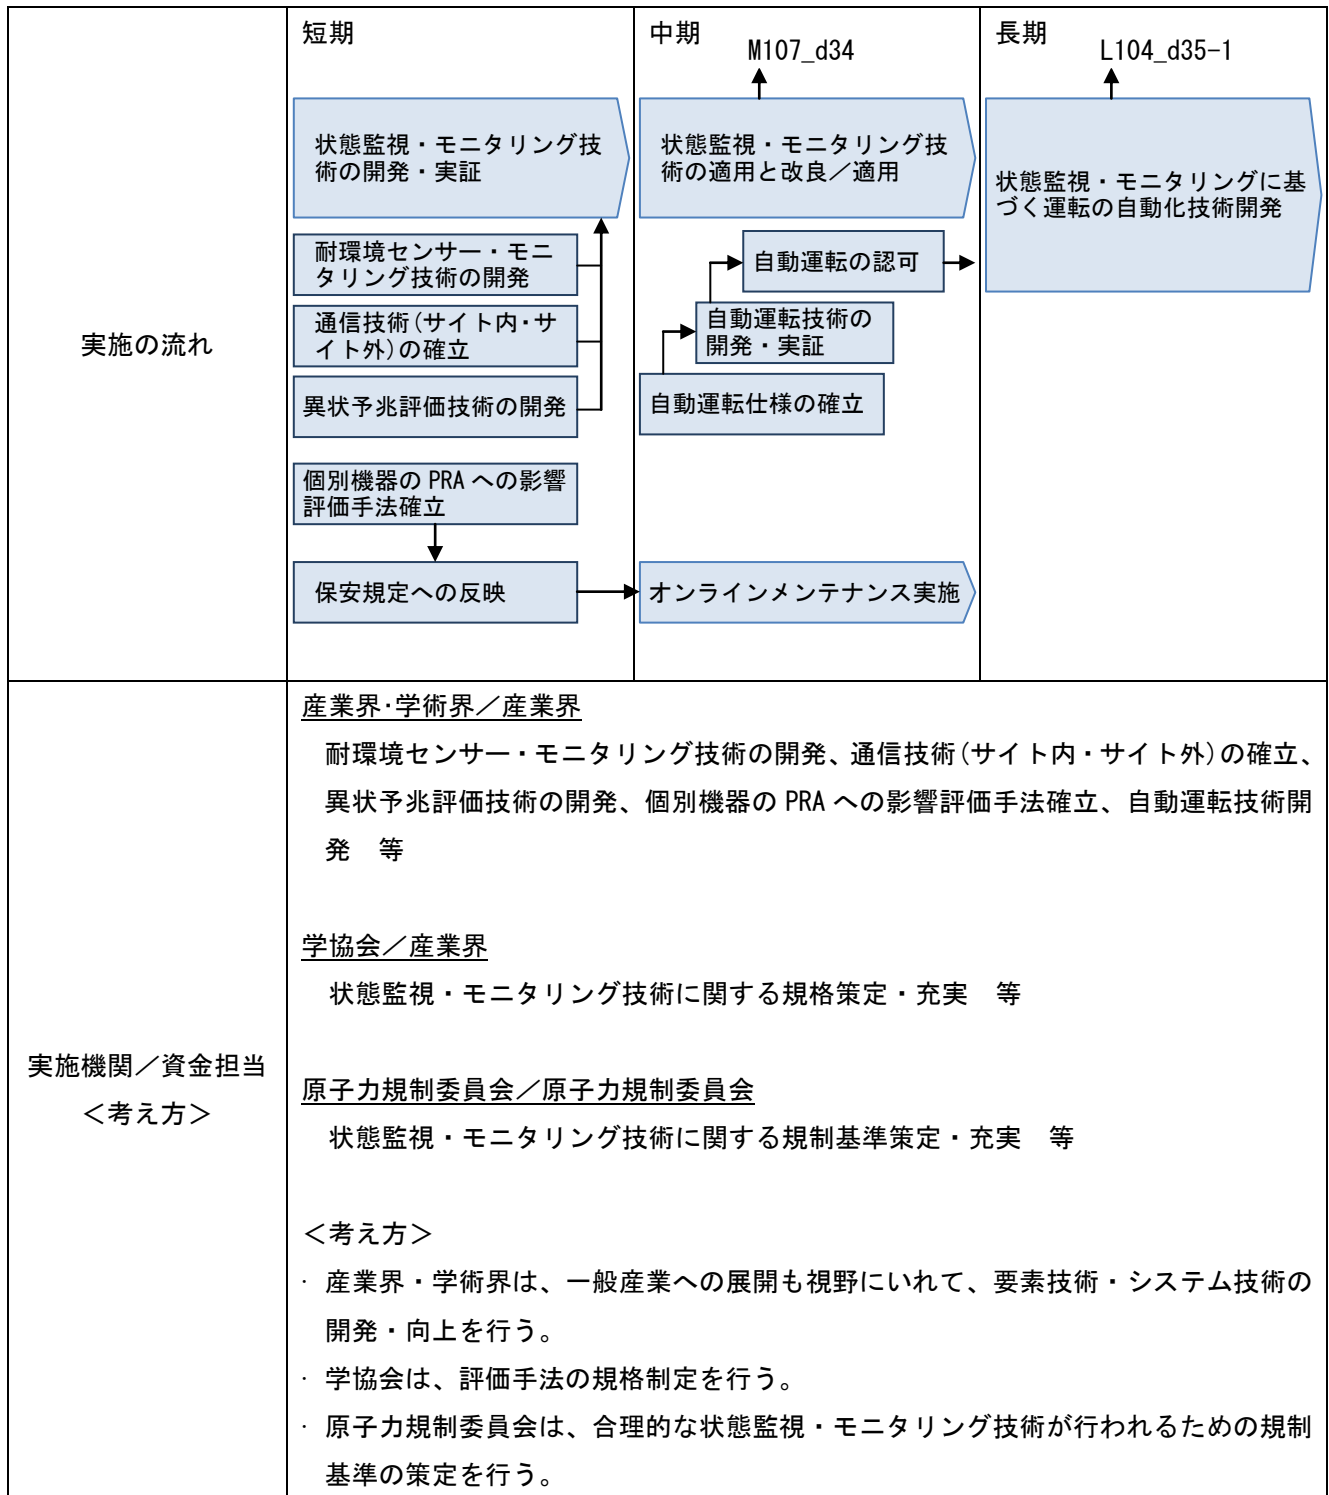 実施の流れ
短期
状態監視・モニタリング技
術の開発・実証
耐環境センサー・モニ
タリング技術の開発
通信技術(サイト内・サ
イト外)の確立
異状予兆評価技術の開発
個別機器の PRA への影響
評価手法確立
保安規定への反映
中期
M107_d34
状態監視・モニタリング技
術の適用と改良／適用
自動運転の認可
自動運転技術の
開発・実証
自動運転仕様の確立
オンラインメンテナンス実施
長期
L104_d35-1
状態監視・モニタリングに基
づく運転の自動化技術開発
実施機関／資金担当
＜考え方＞
産業界・学術界／産業界
耐環境センサー・モニタリング技術の開発、通信技術(サイト内・サイト外)の確立、
異状予兆評価技術の開発、個別機器の PRA への影響評価手法確立、自動運転技術開
発　等
学協会／産業界
状態監視・モニタリング技術に関する規格策定・充実　等
原子力規制委員会／原子力規制委員会
状態監視・モニタリング技術に関する規制基準策定・充実　等
＜考え方＞
· 産業界・学術界は、一般産業への展開も視野にいれて、要素技術・システム技術の
開発・向上を行う。
· 学協会は、評価手法の規格制定を行う。
· 原子力規制委員会は、合理的な状態監視・モニタリング技術が行われるための規制
基準の策定を行う。